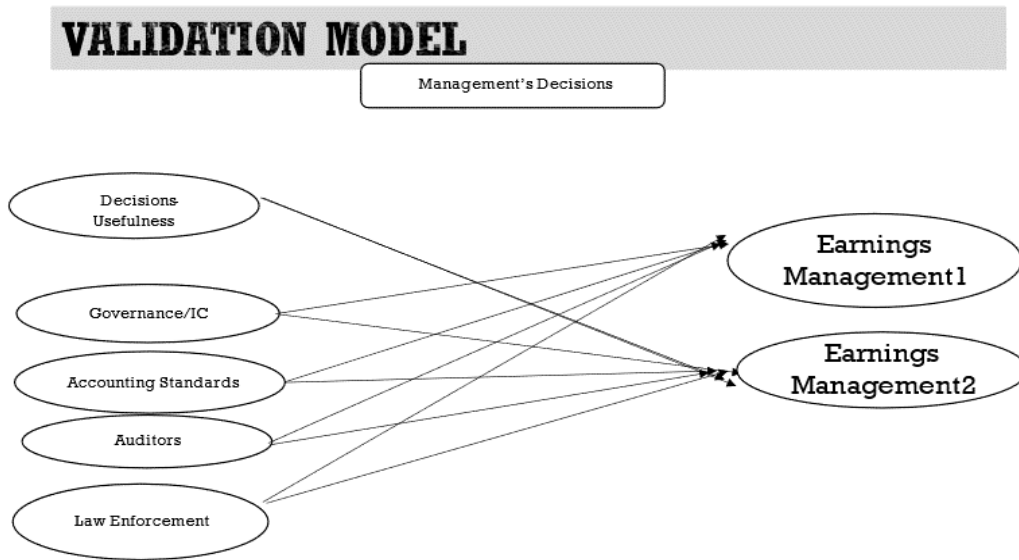 VALIDATION MODEL
Management's Decisions
Decisions-
Usefulness
Governance/IC
Accounting Standards
Auditors
Law Enforcement
Earnings
Management1
Earnings
Management2